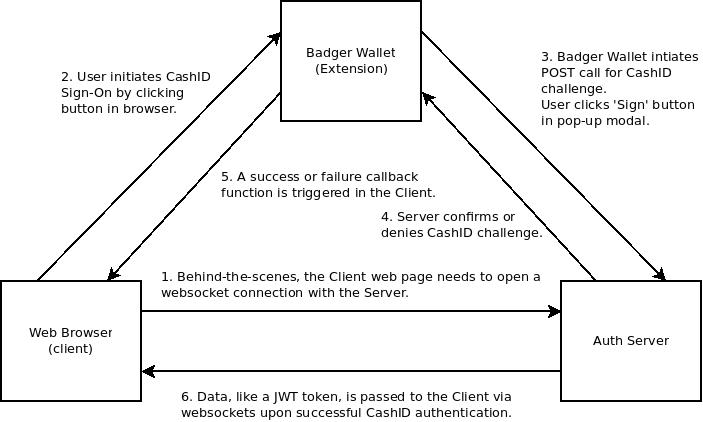 Badger Wallet
(Extension)
2. User initiates CashID
Sign-On by clicking
button in browser.
3. Badger Wallet intiates
POST call for CashID
challenge.
User clicks 'Sign' button
in pop-up modal.
5. A success or failure callback
function is triggered in the Client.
4. Server confirms or
denies CashID challenge.
1. Behind-the-scenes, the Client web page needs to open a
websocket connection with the Server.
Web Browser
(client)
Auth Server
6. Data, like a JWT token, is passed to the Client via
websockets upon successful CashID authentication.